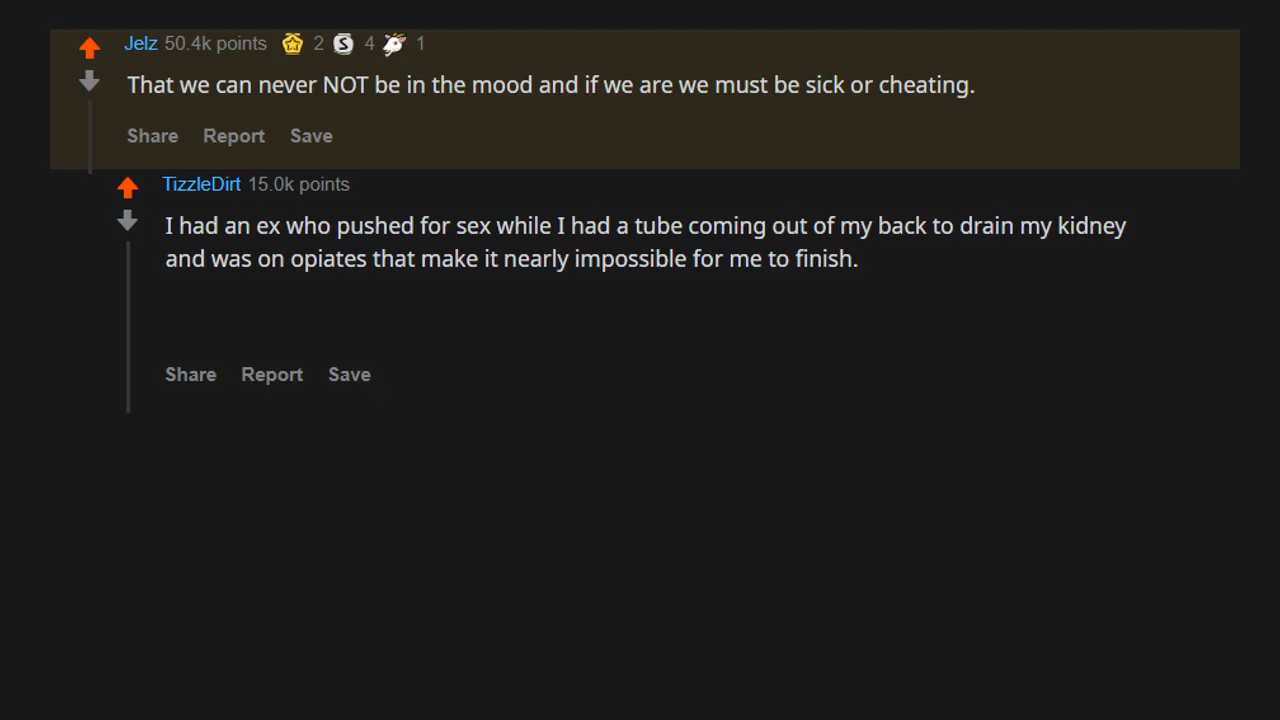 Jelz 50.4k points 2 4 1
That we can never NOT be in the mood and if we are we must be sick or cheating.
Share Report Save
TizzleDirt 15.0k points
I had an ex who pushed for sex while I had a tube coming out of my back to drain my kidney
and was on opiates that make it nearly impossible for me to finish.
Share Report Save